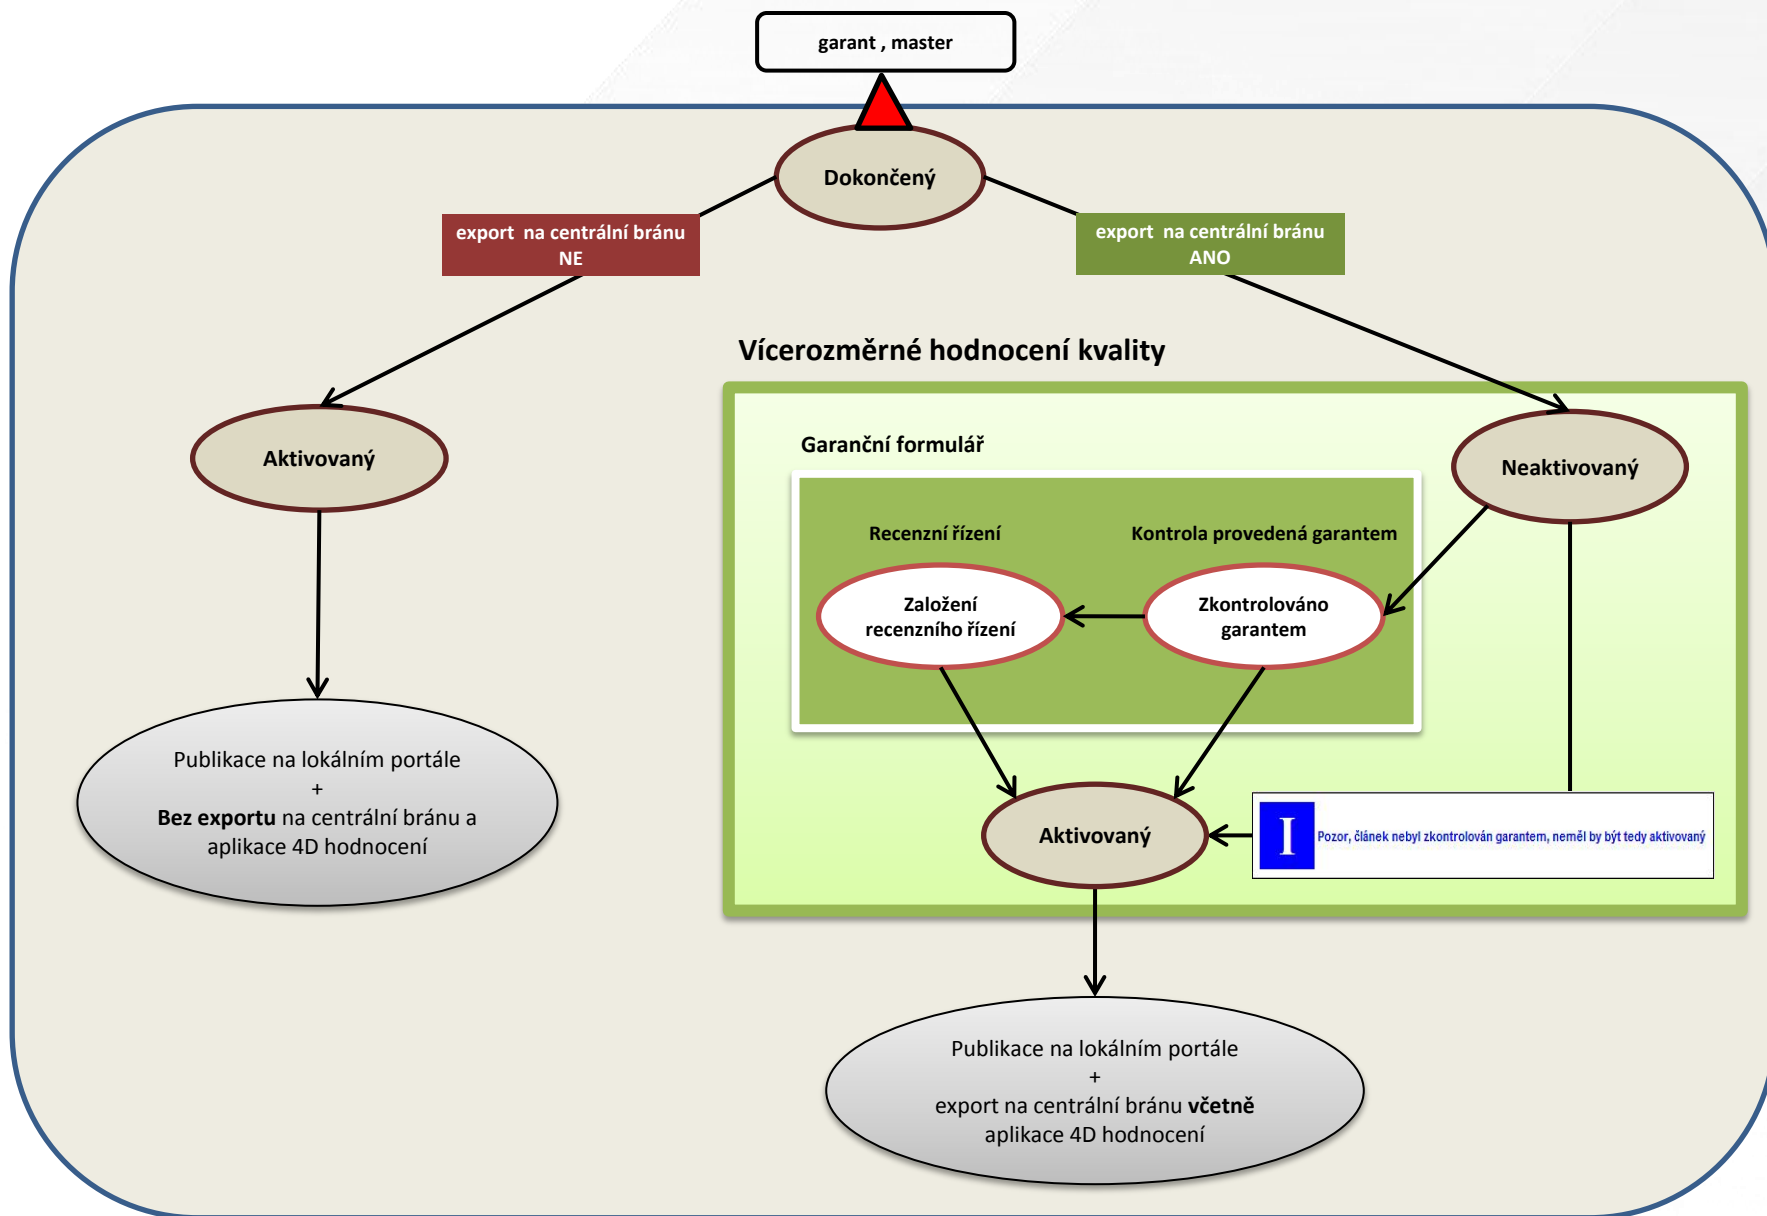 garant , master
Dokončený
export  na centrální bránu
NE
export  na centrální bránu
ANO
Vícerozměrné hodnocení kvality
Aktivovaný
Garanční formulář
Neaktivovaný
Recenzní řízení
Kontrola provedená garantem
Založení
recenzního řízení
Zkontrolováno
garantem
Publikace na lokálním portále
+
Bez exportu na centrální bránu a
aplikace 4D hodnocení
Aktivovaný
I
Pozor, článek nebyl zkontrolován garantem, neměl by být tedy aktivovaný
Publikace na lokálním portále
+
export na centrální bránu včetně
aplikace 4D hodnocení